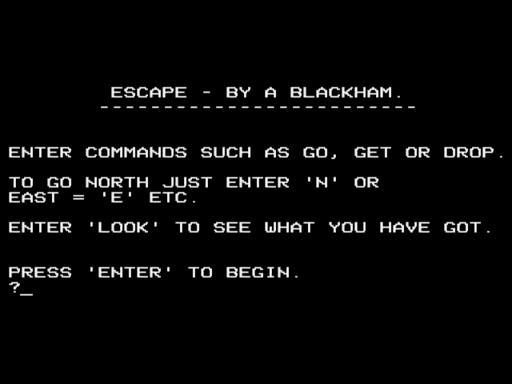 ESCAPE - BY A BLACKHAM.
-------------------------
ENTER COMMANDS SUCH AS GO, GET OR DROP.
TO GO NORTH JUST ENTER 'N' OR
EAST = 'E' ETC.
ENTER 'LOOK' TO SEE WHAT YOU HAVE GOT.
PRESS 'ENTER' TO BEGIN.
?_